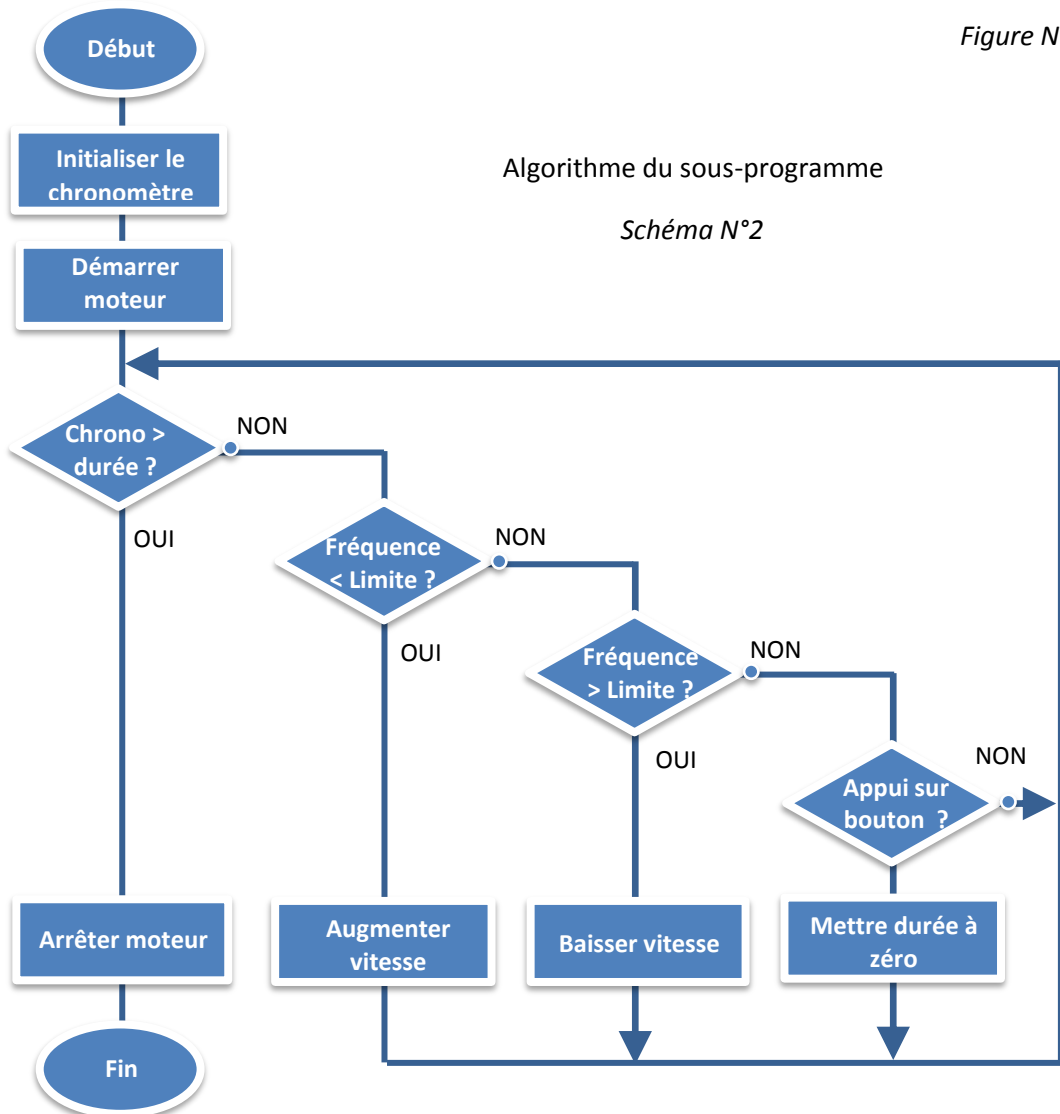 Début
Figure N
Initialiser le
chronomètre
Algorithme du sous-programme
Schéma N°2
Démarrer
moteur
Chrono >
durée ?
NON
OUI
Fréquence
< Limite ?
NON
OUI
Fréquence
> Limite ?
NON
OUI
Appui sur
bouton ?
NON
Arrêter moteur
Augmenter
vitesse
Baisser vitesse
Mettre durée à
zéro
Fin